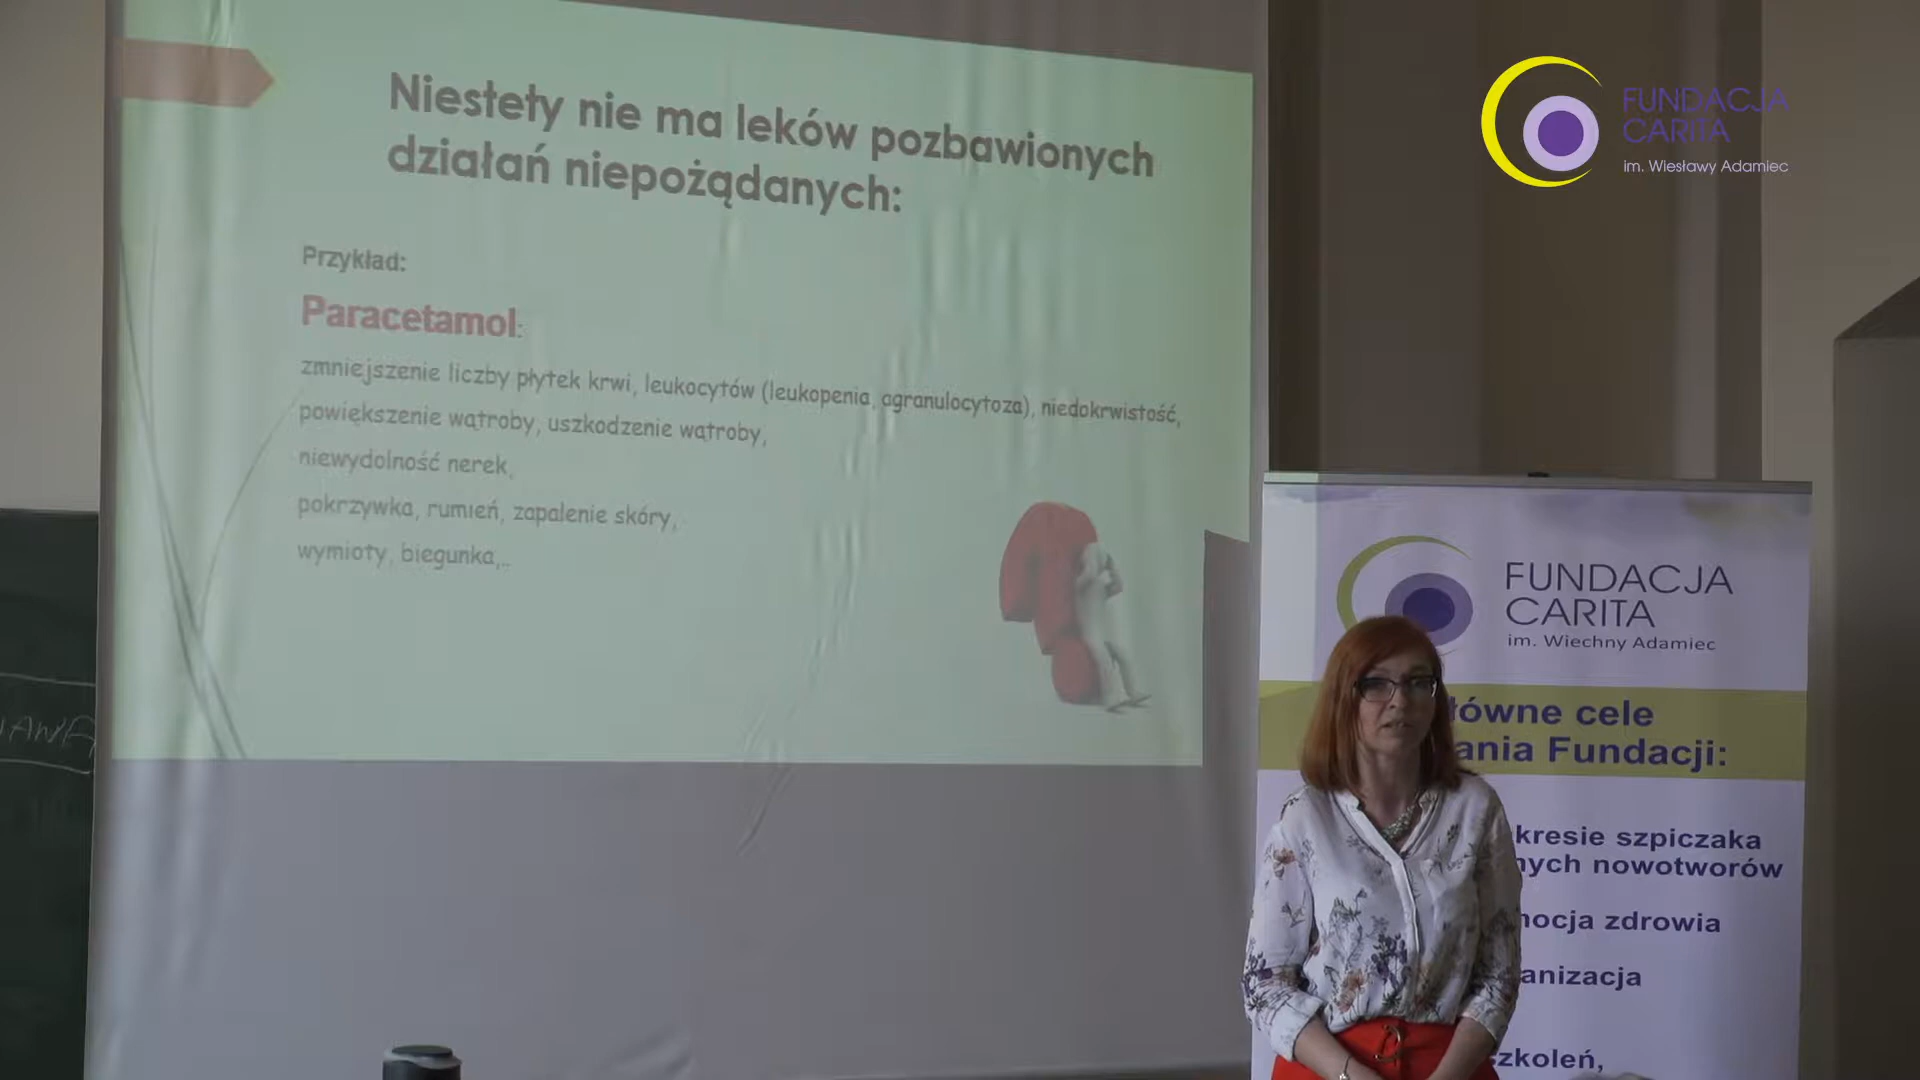 Niestety nie ma leków pozbawionych
działań niepożądanych:
Przykład:
Paracetamol:
zmniejszenie liczby płytek krwi, leukocytów (leukopenia, agranulocytoza), niedokrwistość,
powiększenie wątroby, uszkodzenie wątroby,
niewydolność nerek,
pokrzywka, rumień, zapalenie skóry,
wymioty, biegunka,..
FUNDACJA
CARITA
im. Wiesławy Adamiec
FUNDACJA
CARITA
im. Wiechny Adamiec
łówne cele
ania Fundacji:
kresie szpiczaka
nych nowotworów
mocja zdrowia
anizacja
zkoleń,